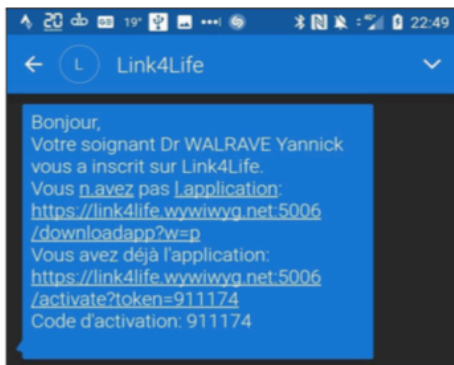 20 19° 22:49
L Link4Life
Bonjour,
Votre soignant Dr WALRAVE Yannick
vous a inscrit sur Link4Life.
Vous n.avez pas l.application:
https://link4life.wywiwyg.net:5006
/downloadapp?w=p
Vous avez déjà l'application:
https://link4life.wywiwyg.net:5006
/activate?token=911174
Code d'activation: 911174